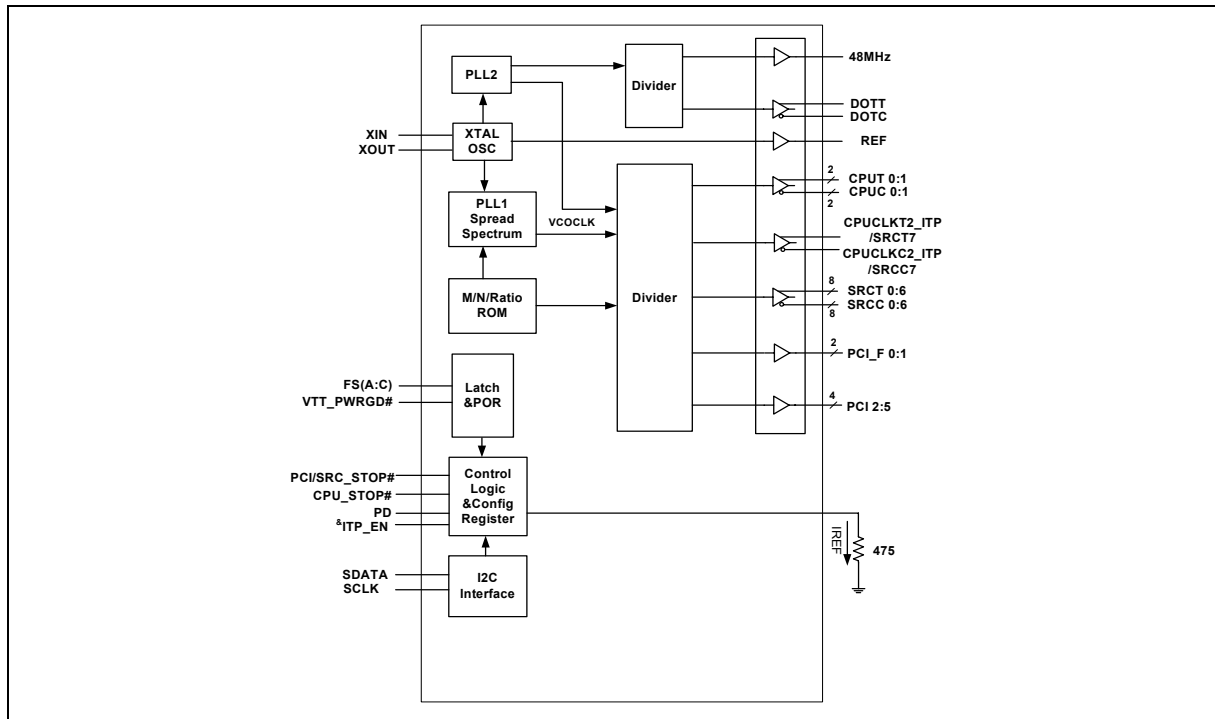 PLL2
Divider
48MHz
DOTT
DOTC
XIN
XOUT
XTAL
OSC
REF
PLL1
Spread
Spectrum
VCOCLK
M/N/Ratio
ROM
Divider
2
CPUT 0:1
CPUC 0:1
2
CPUCLKT2_ITP
/SRCT7
CPUCLKC2_ITP
/SRCC7
8
SRCT 0:6
SRCC 0:6
8
2
PCI_F 0:1
4
PCI 2:5
FS(A:C)
VTT_PWRGD#
Latch
&POR
PCI/SRC_STOP#
CPU_STOP#
PD
&ITP_EN
Control
Logic
&Config
Register
IREF
475
SDATA
SCLK
I2C
Interface